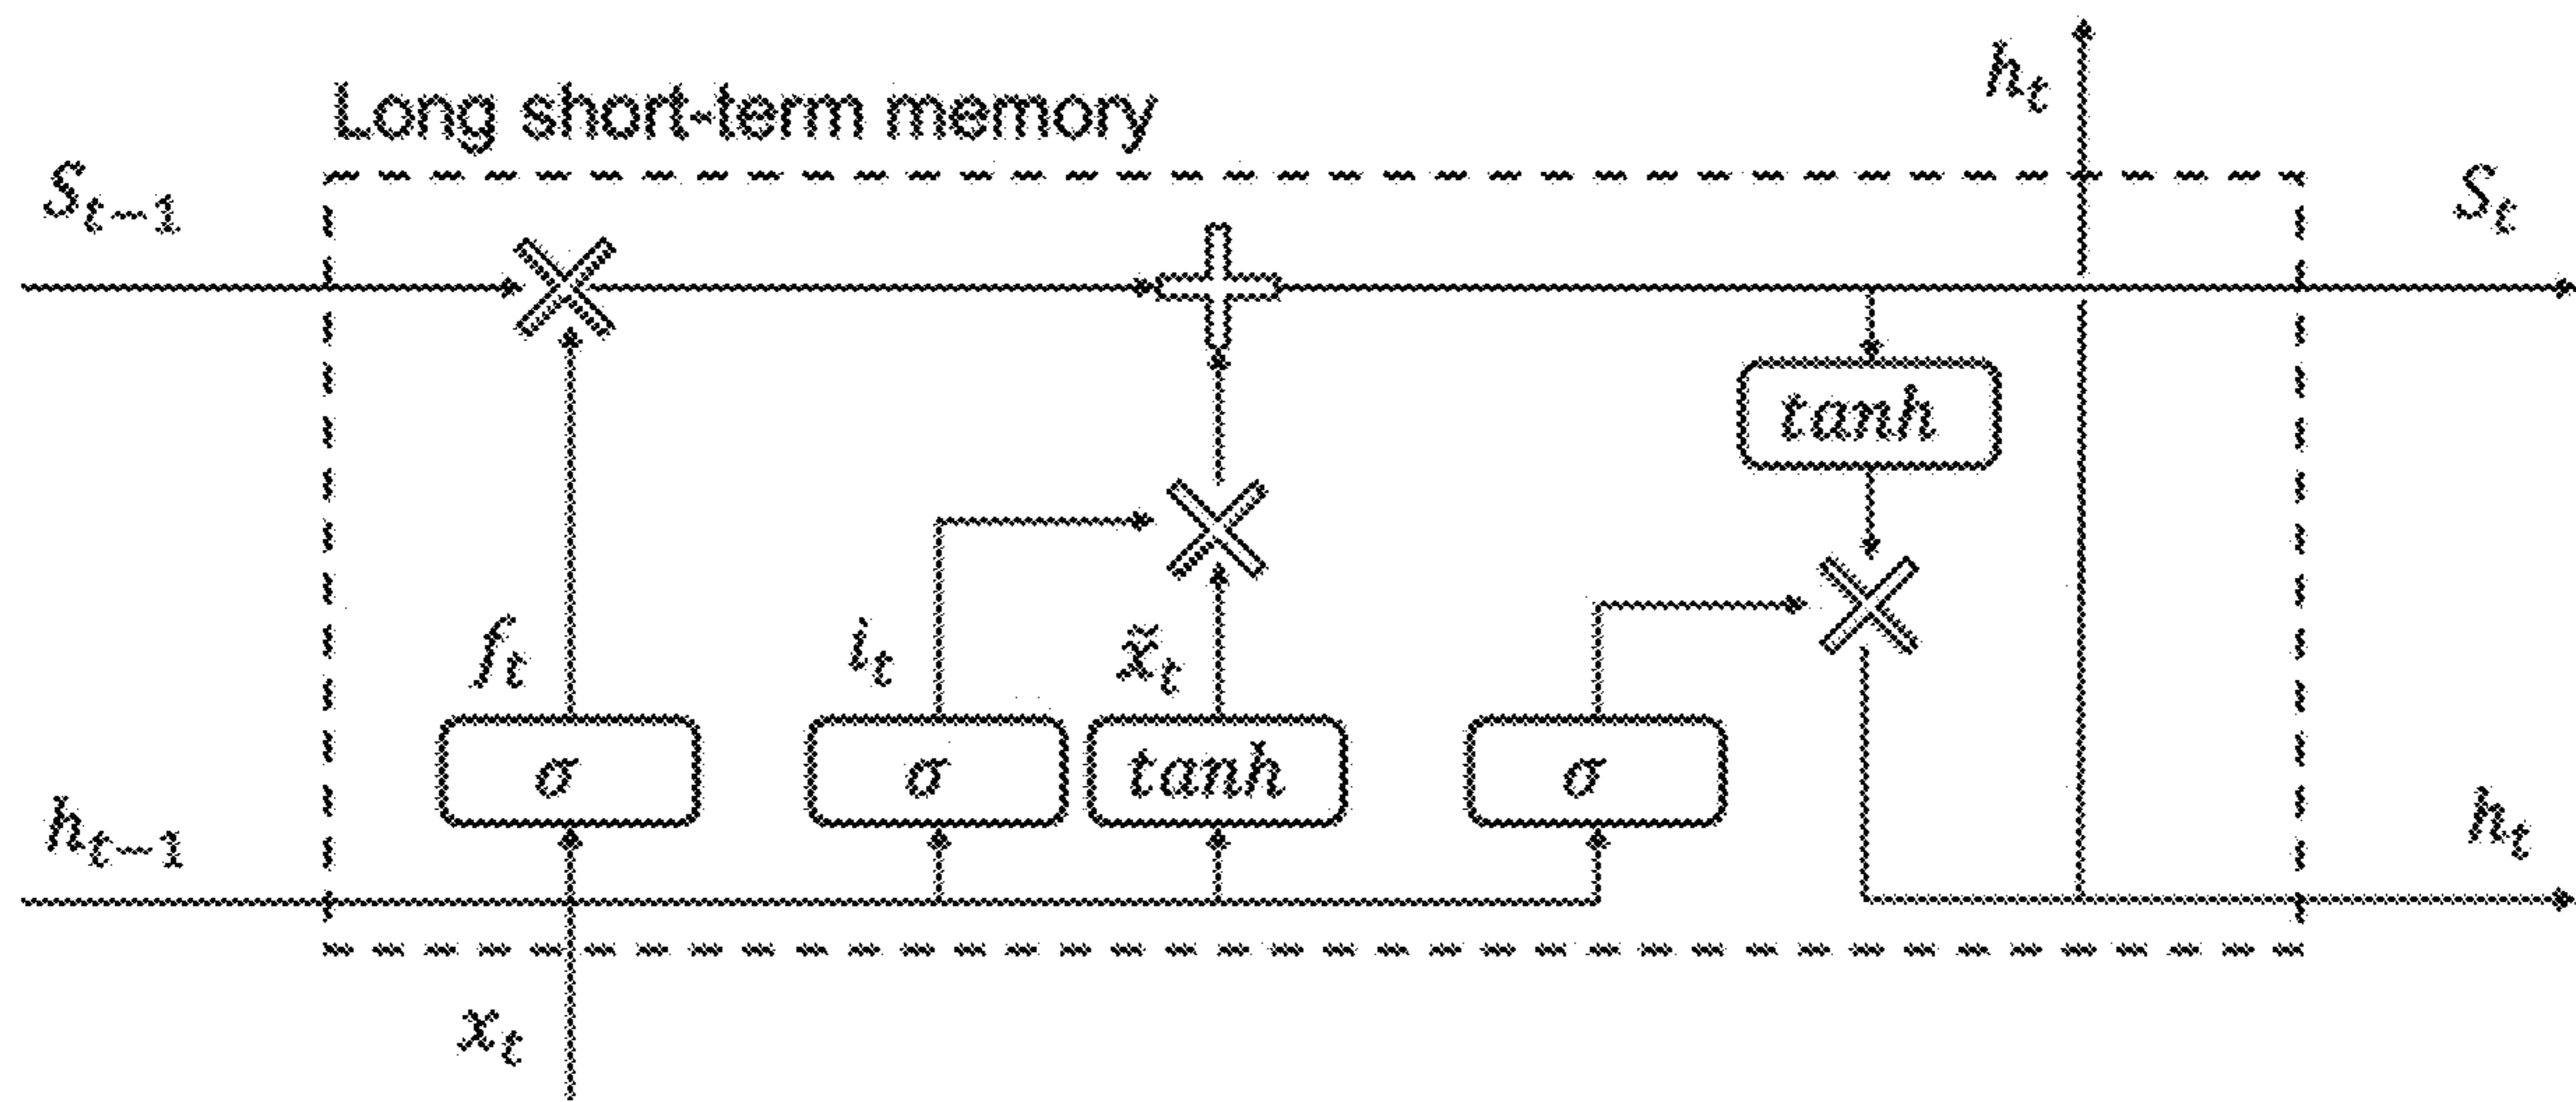 h_t
Long short-term memory
S_{t-1}
S_t
tanh
f_t
i_t
x̃_t
σ
σ
tanh
σ
h_{t-1}
h_t
x_t